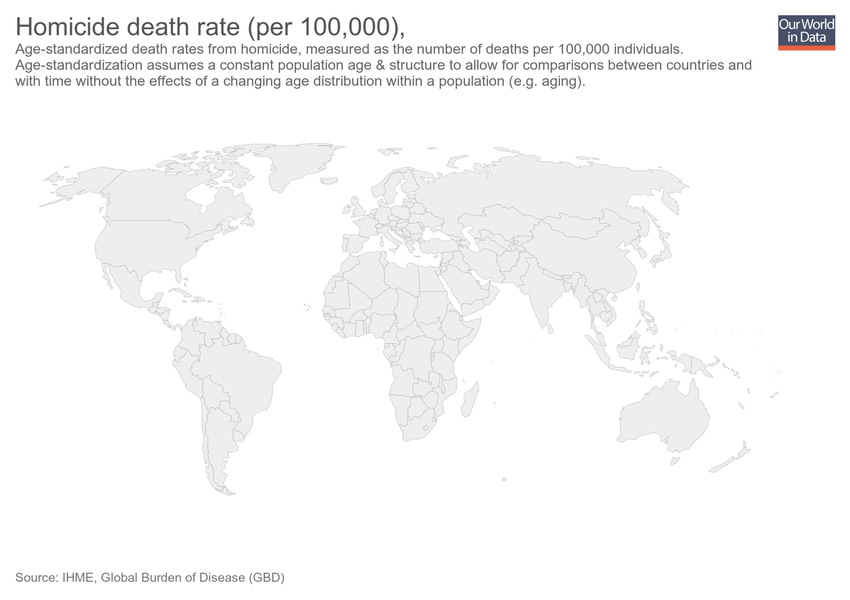 Homicide death rate (per 100,000),
Our World
in Data
Age-standardized death rates from homicide, measured as the number of deaths per 100,000 individuals.
Age-standardization assumes a constant population age & structure to allow for comparisons between countries and
with time without the effects of a changing age distribution within a population (e.g. aging).
Source: IHME, Global Burden of Disease (GBD)